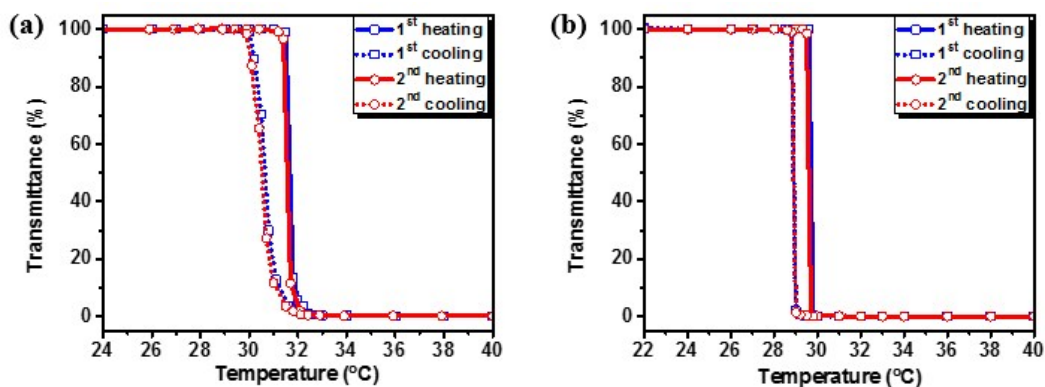 (a)
1st heating
1st cooling
2nd heating
2nd cooling
Transmittance (%)
100
80
60
40
20
0
24 26 28 30 32 34 36 38 40
Temperature (°C)
(b)
1st heating
1st cooling
2nd heating
2nd cooling
Transmittance (%)
100
80
60
40
20
0
22 24 26 28 30 32 34 36 38 40
Temperature (°C)